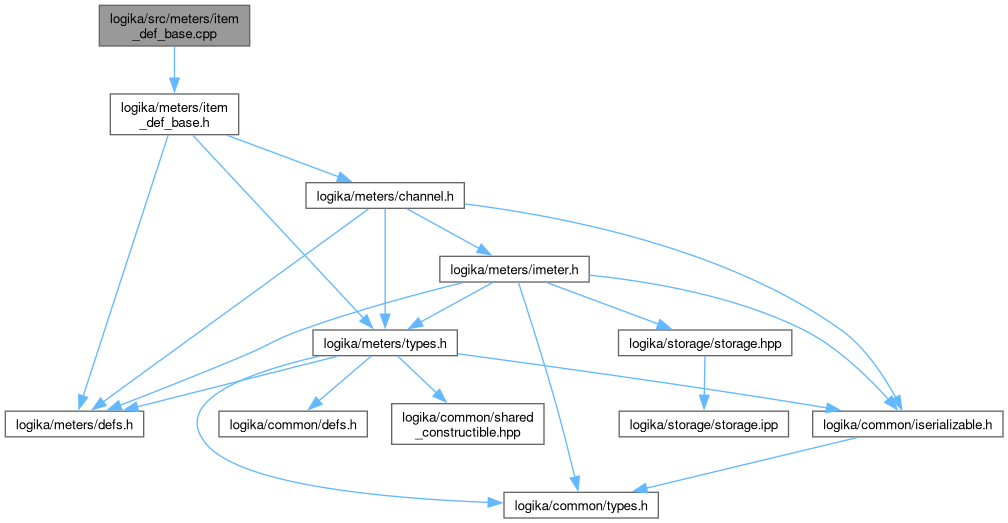 logika/src/meters/item
_def_base.cpp
logika/meters/item
_def_base.h
logika/meters/channel.h
logika/meters/imeter.h
logika/meters/types.h
logika/storage/storage.hpp
logika/meters/defs.h
logika/common/defs.h
logika/common/shared
_constructible.hpp
logika/storage/storage.ipp
logika/common/iserializable.h
logika/common/types.h